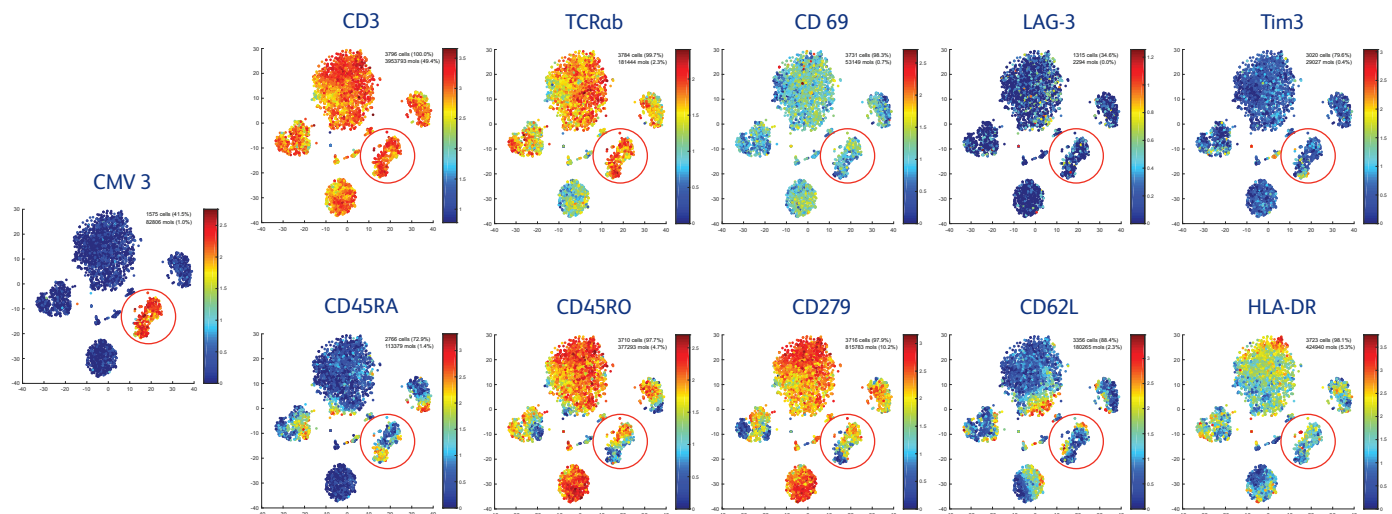 CD3
TCRab
CD 69
LAG-3
Tim3
3796 cells (100.0%)
3953793 mols (49.4%)
3784 cells (99.7%)
181444 mols (2.3%)
3731 cells (98.3%)
53149 mols (0.7%)
1315 cells (34.6%)
2294 mols (0.0%)
3020 cells (79.6%)
29027 mols (0.4%)
CMV 3
1575 cells (41.5%)
82806 mols (1.0%)
CD45RA
CD45RO
CD279
CD62L
HLA-DR
2766 cells (72.9%)
113379 mols (1.4%)
3710 cells (97.7%)
377293 mols (4.7%)
3716 cells (97.9%)
815783 mols (10.2%)
3356 cells (88.4%)
180265 mols (2.3%)
3723 cells (98.1%)
424940 mols (5.3%)